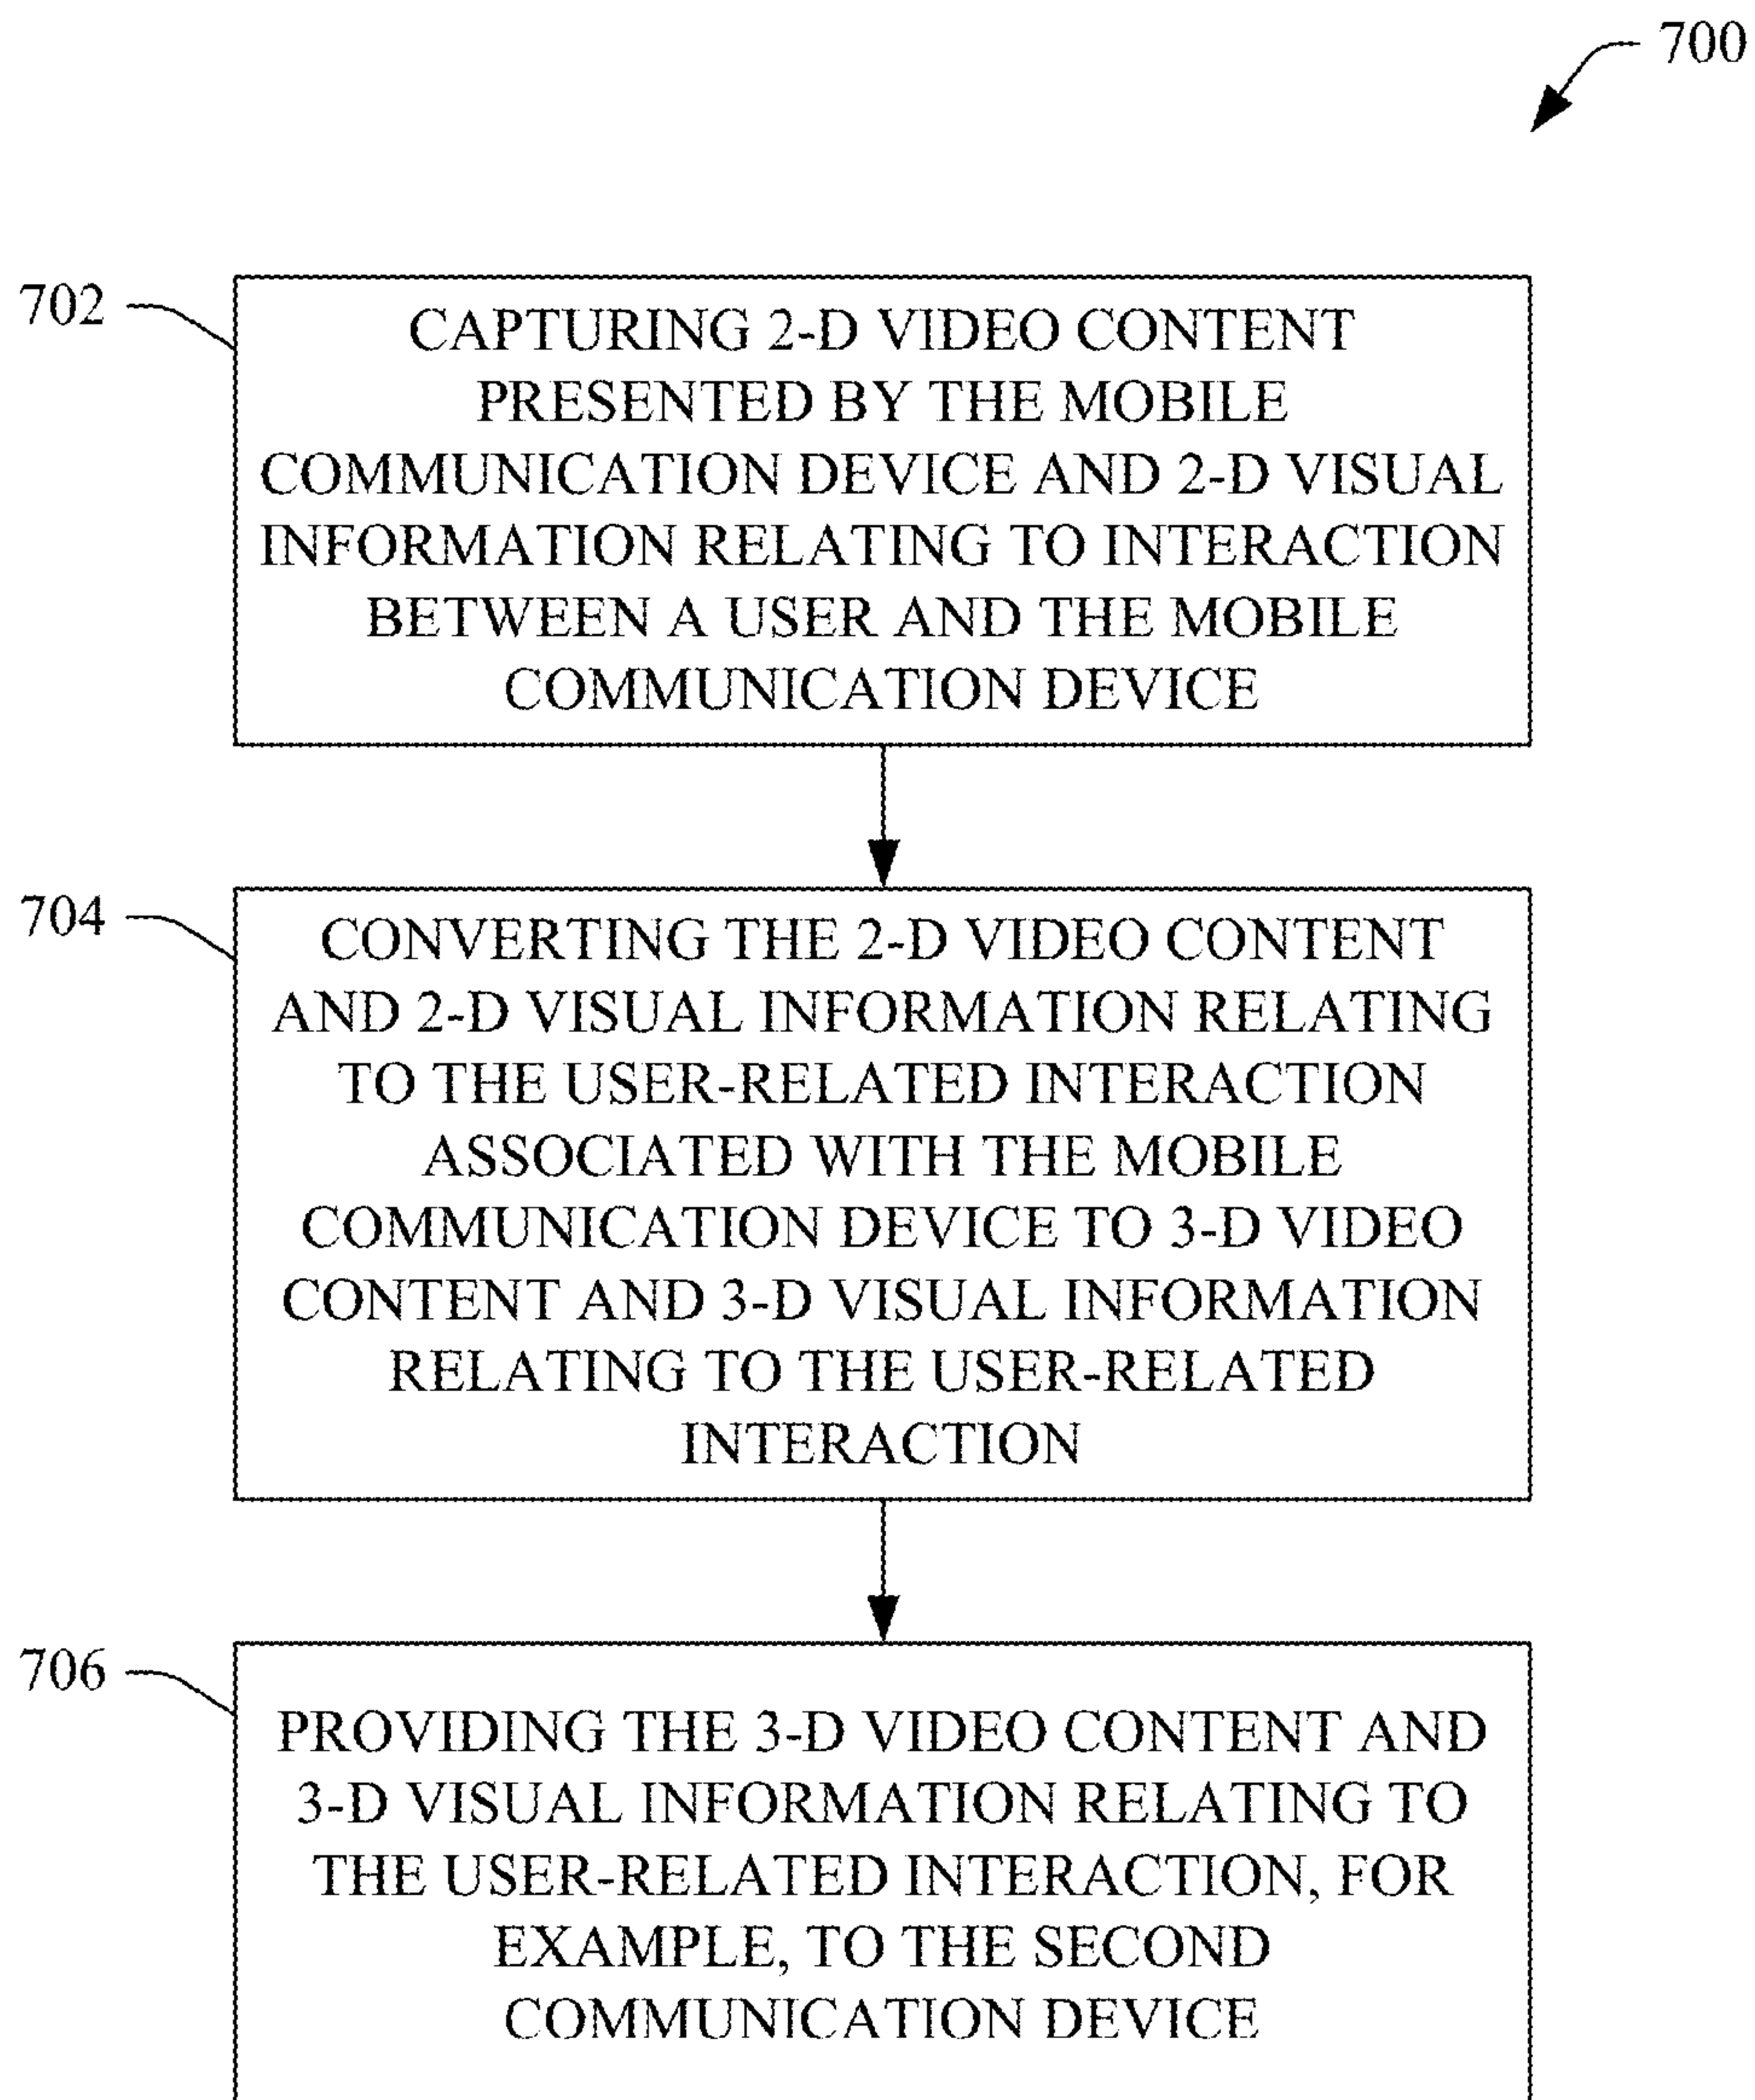 700
702
CAPTURING 2-D VIDEO CONTENT
PRESENTED BY THE MOBILE
COMMUNICATION DEVICE AND 2-D VISUAL
INFORMATION RELATING TO INTERACTION
BETWEEN A USER AND THE MOBILE
COMMUNICATION DEVICE
704
CONVERTING THE 2-D VIDEO CONTENT
AND 2-D VISUAL INFORMATION RELATING
TO THE USER-RELATED INTERACTION
ASSOCIATED WITH THE MOBILE
COMMUNICATION DEVICE TO 3-D VIDEO
CONTENT AND 3-D VISUAL INFORMATION
RELATING TO THE USER-RELATED
INTERACTION
706
PROVIDING THE 3-D VIDEO CONTENT AND
3-D VISUAL INFORMATION RELATING TO
THE USER-RELATED INTERACTION, FOR
EXAMPLE, TO THE SECOND
COMMUNICATION DEVICE